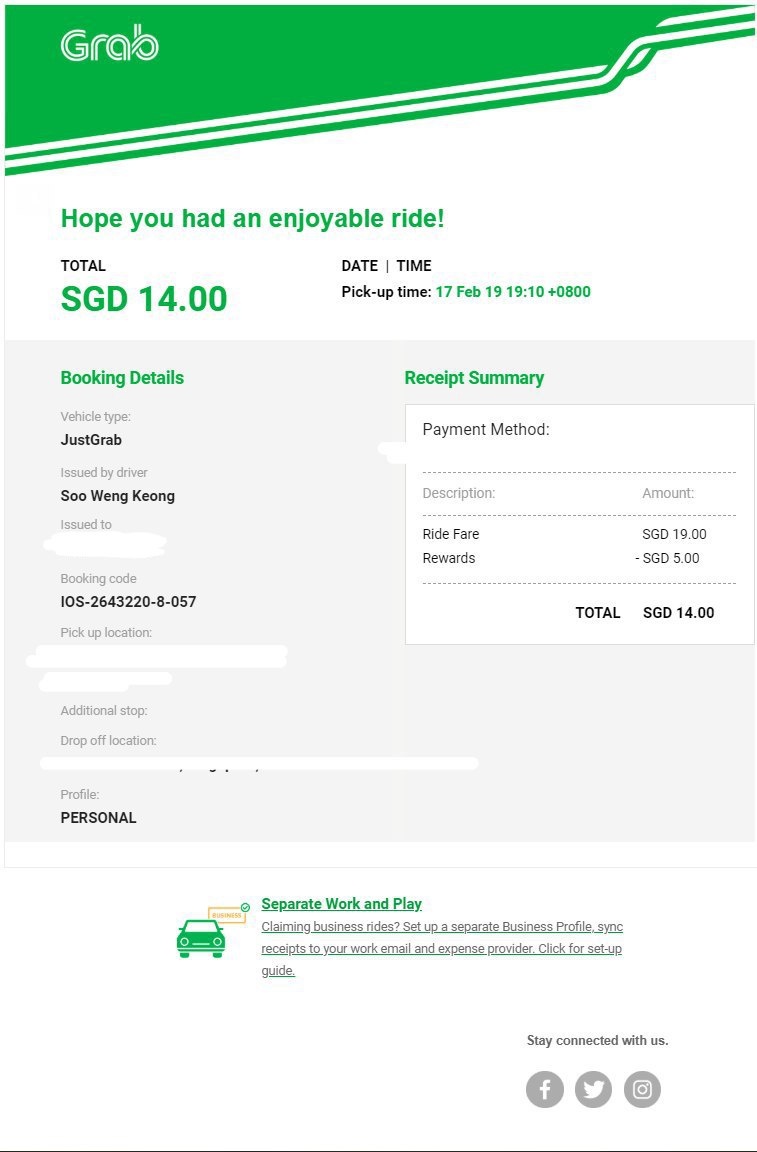 Grab
Hope you had an enjoyable ride!
TOTAL
SGD 14.00
DATE | TIME
Pick-up time: 17 Feb 19 19:10 +0800
Booking Details
Vehicle type:
JustGrab
Issued by driver
Soo Weng Keong
Issued to
Booking code
IOS-2643220-8-057
Pick up location:
Additional stop:
Drop off location:
Profile:
PERSONAL
Receipt Summary
Payment Method:
Description: Amount:
Ride Fare SGD 19.00
Rewards - SGD 5.00
TOTAL SGD 14.00
BUSINESS
Separate Work and Play
Claiming business rides? Set up a separate Business Profile, sync
receipts to your work email and expense provider. Click for set-up
guide.
Stay connected with us.